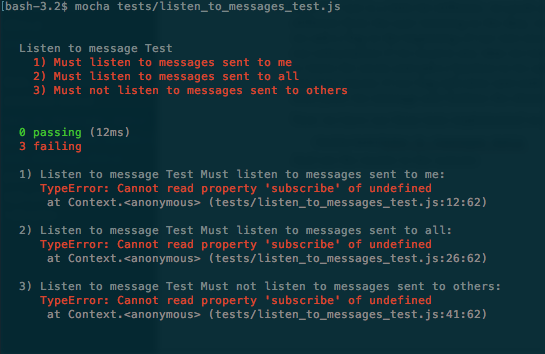 [bash-3.2$ mocha tests/listen_to_messages_test.js
Listen to message Test
1) Must listen to messages sent to me
2) Must listen to messages sent to all
3) Must not listen to messages sent to others
0 passing (12ms)
3 failing
1) Listen to message Test Must listen to messages sent to me:
TypeError: Cannot read property 'subscribe' of undefined
at Context.<anonymous> (tests/listen_to_messages_test.js:12:62)
2) Listen to message Test Must listen to messages sent to all:
TypeError: Cannot read property 'subscribe' of undefined
at Context.<anonymous> (tests/listen_to_messages_test.js:26:62)
3) Listen to message Test Must not listen to messages sent to others:
TypeError: Cannot read property 'subscribe' of undefined
at Context.<anonymous> (tests/listen_to_messages_test.js:41:62)